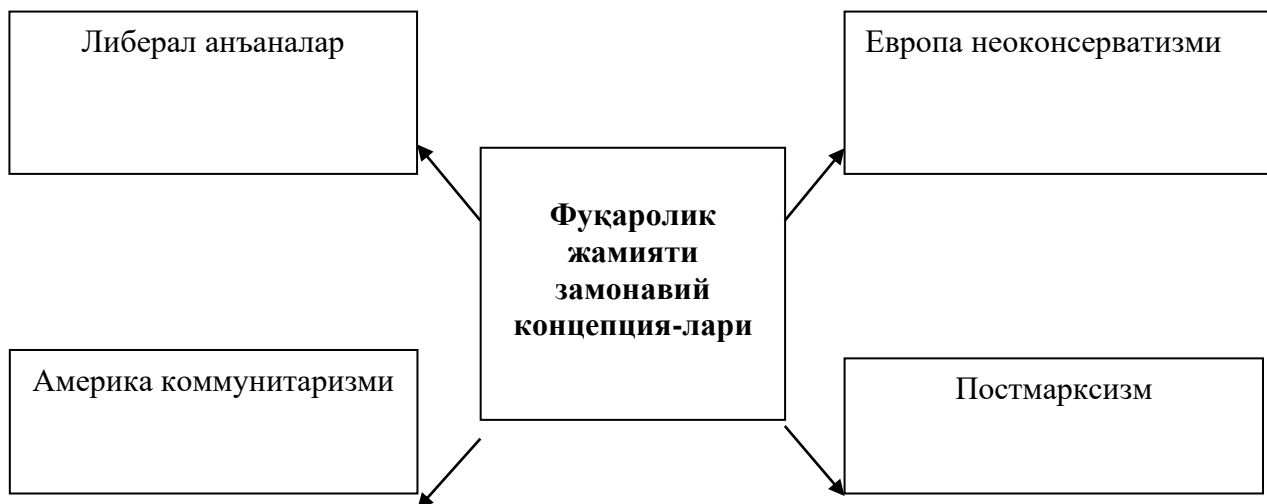 Либерал анъаналар
Европа неоконсерватизми
Фуқаролик
жамияти
замонавий
концепция-лари
Америка коммунитаризми
Постмарксизм